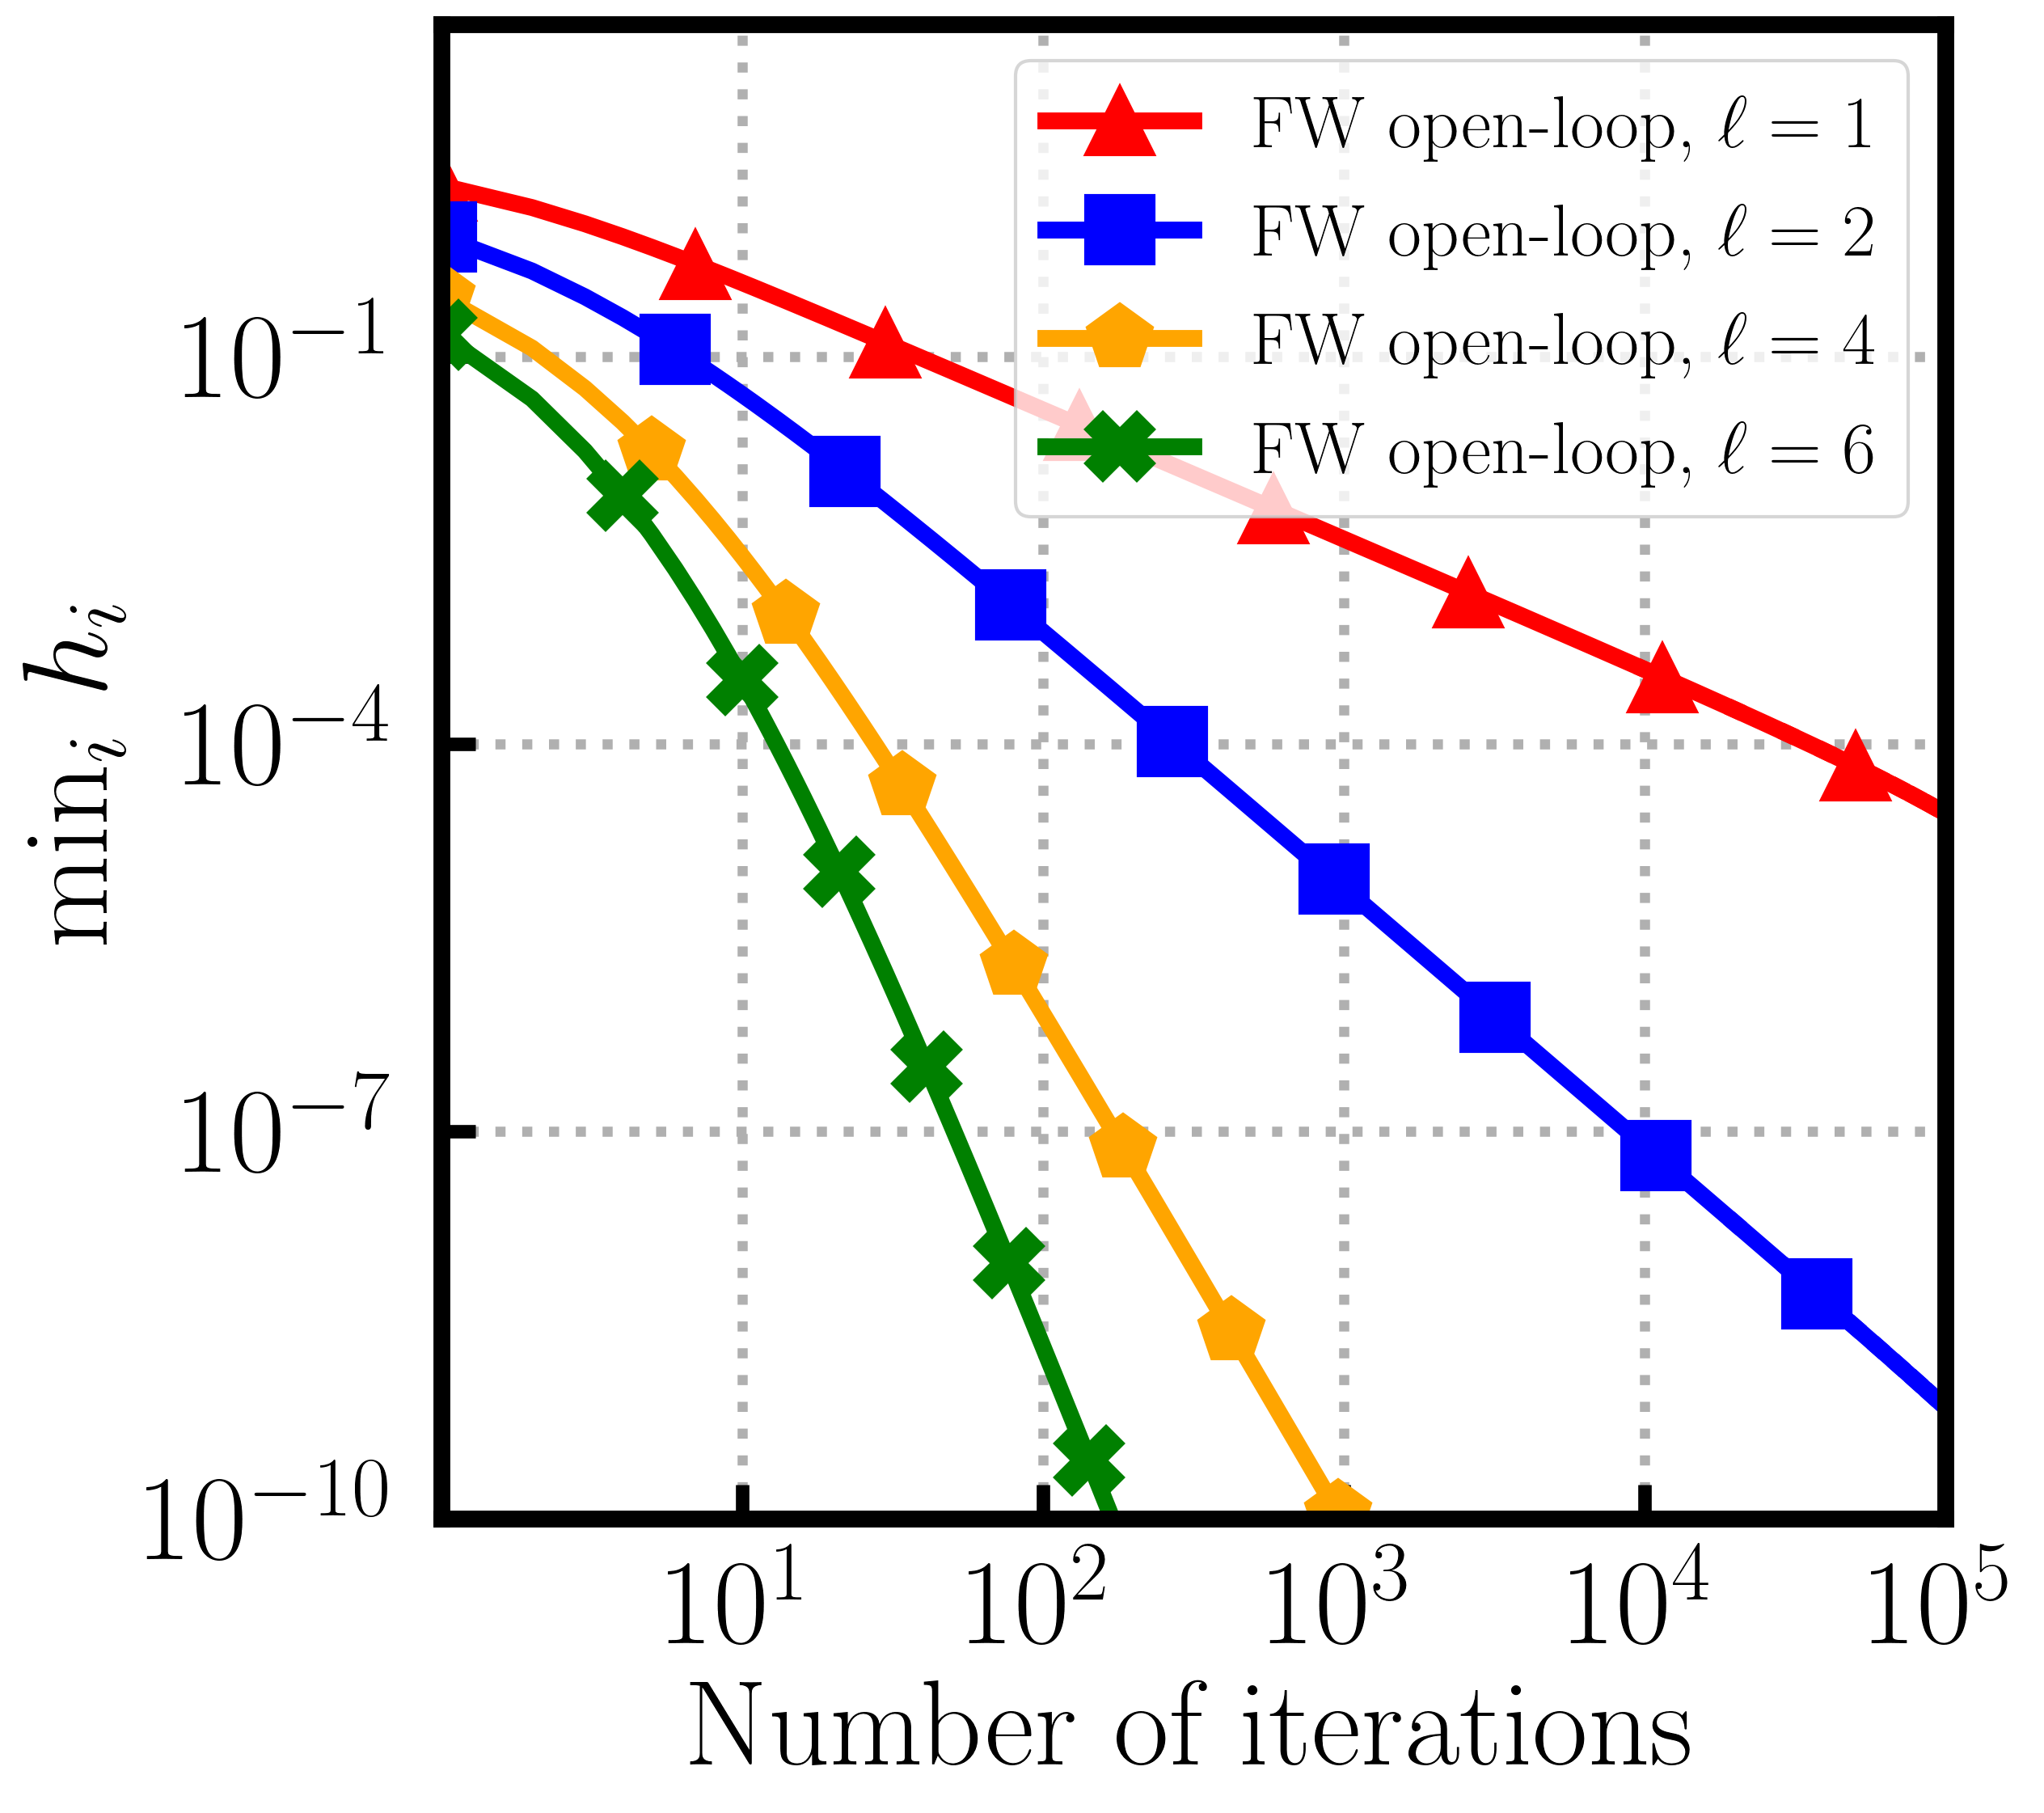 FW open-loop, ℓ = 1
FW open-loop, ℓ = 2
FW open-loop, ℓ = 4
FW open-loop, ℓ = 6
10⁻¹
10⁻⁴
10⁻⁷
10⁻¹⁰
minᵢ hᵢ
10¹ 10² 10³ 10⁴ 10⁵
Number of iterations